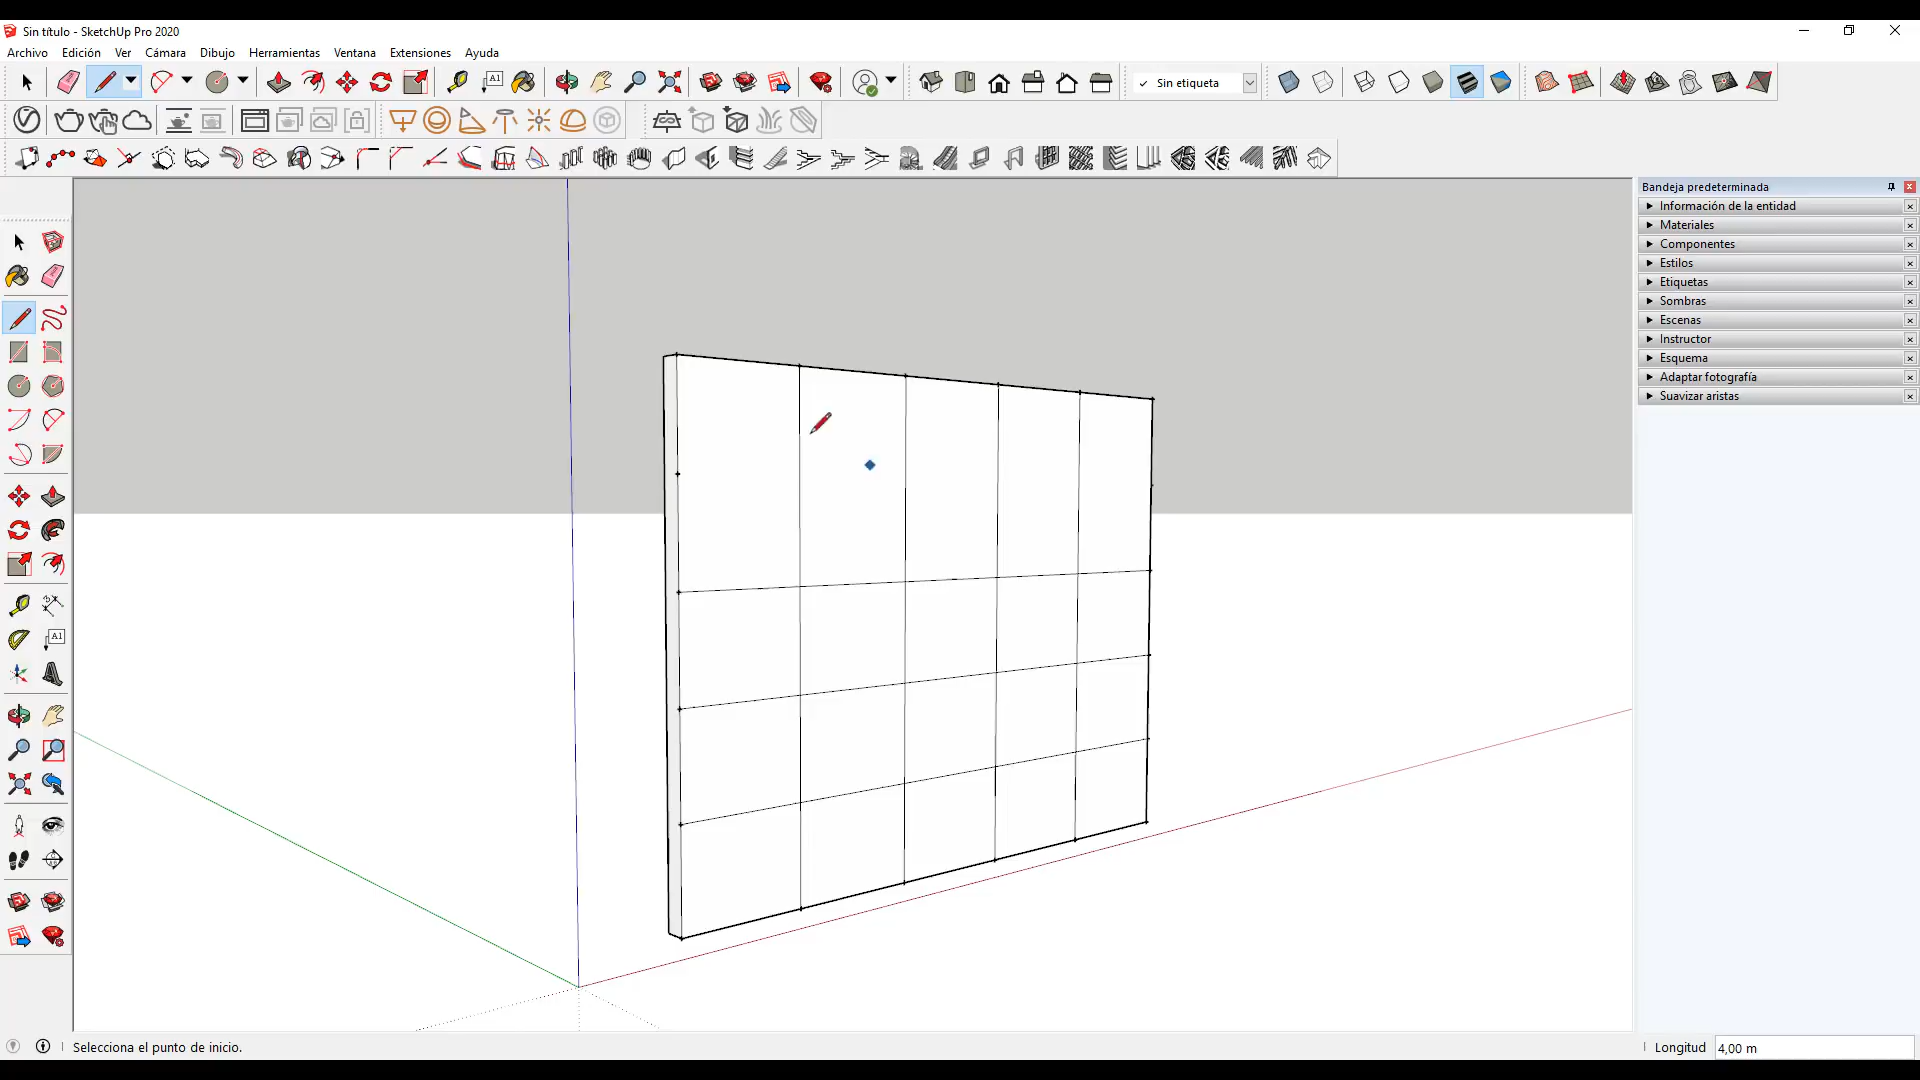 Sin título - SketchUp Pro 2020
Archivo Edición Ver Cámara Dibujo Herramientas Ventana Extensiones Ayuda
A1
✓ Sin etiqueta
Bandeja predeterminada
Información de la entidad
Materiales
Componentes
Estilos
Etiquetas
Sombras
Escenas
Instructor
Esquema
Adaptar fotografía
Suavizar aristas
A1
Selecciona el punto de inicio.
Longitud 4,00 m